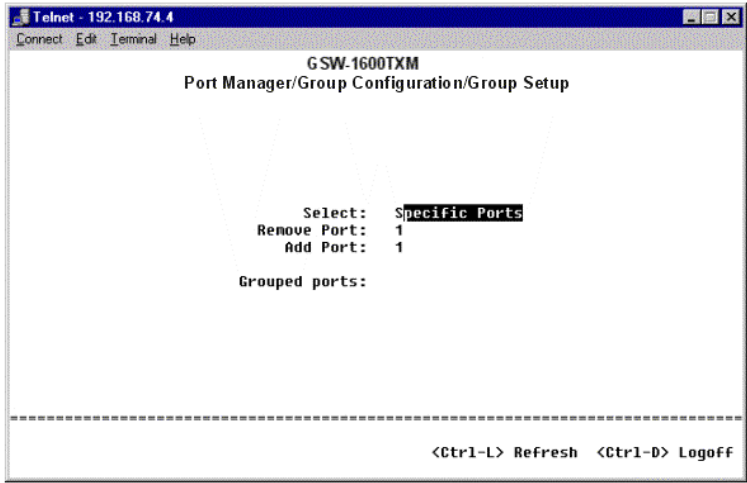 Telnet - 192.168.74.4
Connect Edit Terminal Help
GSW-1600TXM
Port Manager/Group Configuration/Group Setup
Select: Specific Ports
Remove Port: 1
Add Port: 1
Grouped ports:
================================================================================
<Ctrl-L> Refresh <Ctrl-D> Logoff